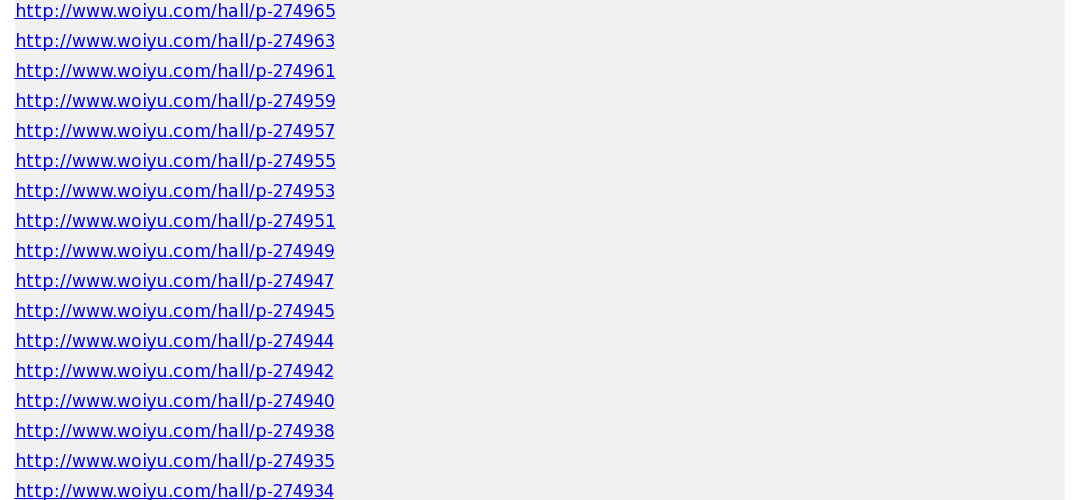 http://www.woiyu.com/hall/p-274965
http://www.woiyu.com/hall/p-274963
http://www.woiyu.com/hall/p-274961
http://www.woiyu.com/hall/p-274959
http://www.woiyu.com/hall/p-274957
http://www.woiyu.com/hall/p-274955
http://www.woiyu.com/hall/p-274953
http://www.woiyu.com/hall/p-274951
http://www.woiyu.com/hall/p-274949
http://www.woiyu.com/hall/p-274947
http://www.woiyu.com/hall/p-274945
http://www.woiyu.com/hall/p-274944
http://www.woiyu.com/hall/p-274942
http://www.woiyu.com/hall/p-274940
http://www.woiyu.com/hall/p-274938
http://www.woiyu.com/hall/p-274935
http://www.woiyu.com/hall/p-274934